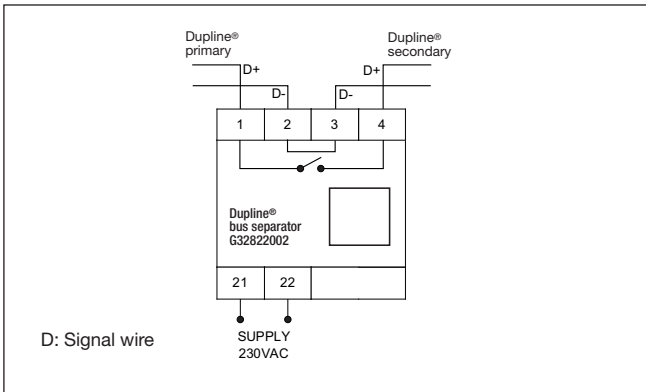 Dupline®
primary
Dupline®
secondary
D+
D+
D-
D-
1
2
3
4
Dupline®
bus separator
G32822002
21
22
D: Signal wire
SUPPLY
230VAC